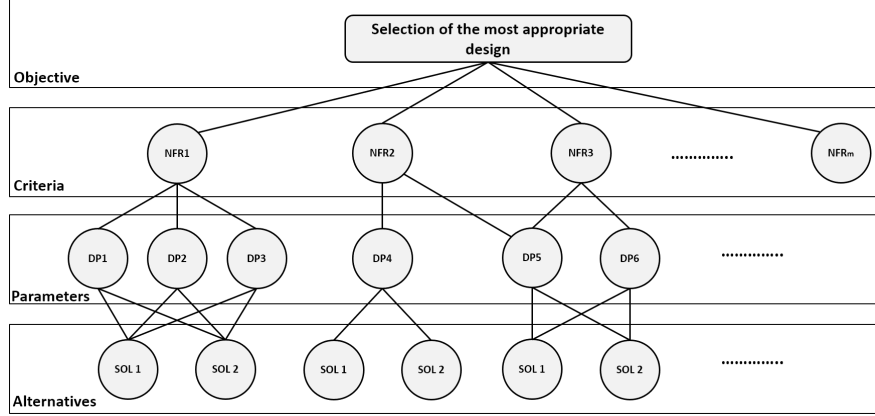 Selection of the most appropriate
design
Objective
NFR1
NFR2
NFR3
..............
NFRm
Criteria
DP1
DP2
DP3
DP4
DP5
DP6
..............
Parameters
SOL 1
SOL 2
SOL 1
SOL 2
SOL 1
SOL 2
..............
Alternatives